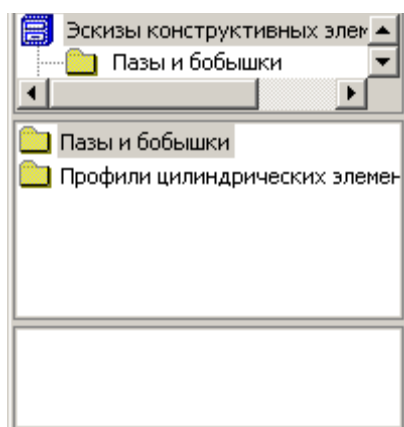 Эскизы конструктивных элем
Пазы и бобышки
Пазы и бобышки
Профили цилиндрических элемен